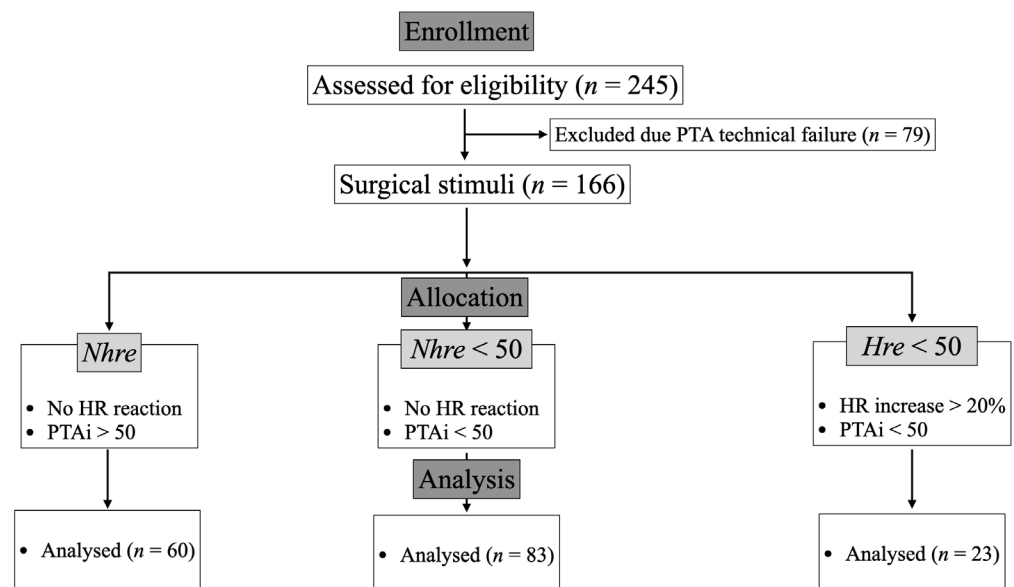 Enrollment
Assessed for eligibility (n = 245)
Excluded due PTA technical failure (n = 79)
Surgical stimuli (n = 166)
Allocation
Nhre
• No HR reaction
• PTAi > 50
Nhre < 50
• No HR reaction
• PTAi < 50
Hre < 50
• HR increase > 20%
• PTAi < 50
Analysis
• Analysed (n = 60)
• Analysed (n = 83)
• Analysed (n = 23)